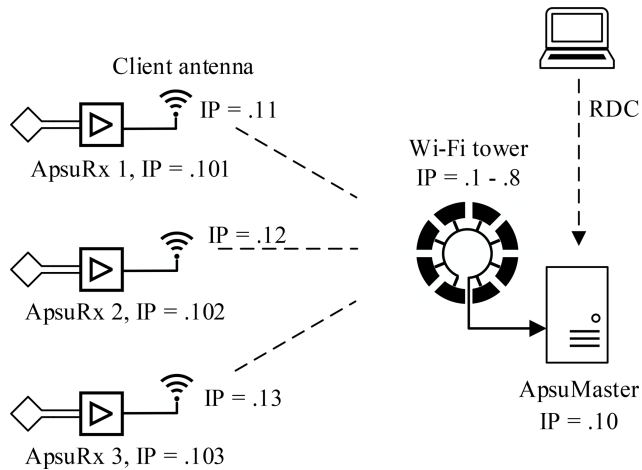 Client antenna
IP = .11
ApsuRx 1, IP = .101
IP = .12
ApsuRx 2, IP = .102
IP = .13
ApsuRx 3, IP = .103
Wi-Fi tower
IP = .1 - .8
RDC
ApsuMaster
IP = .10